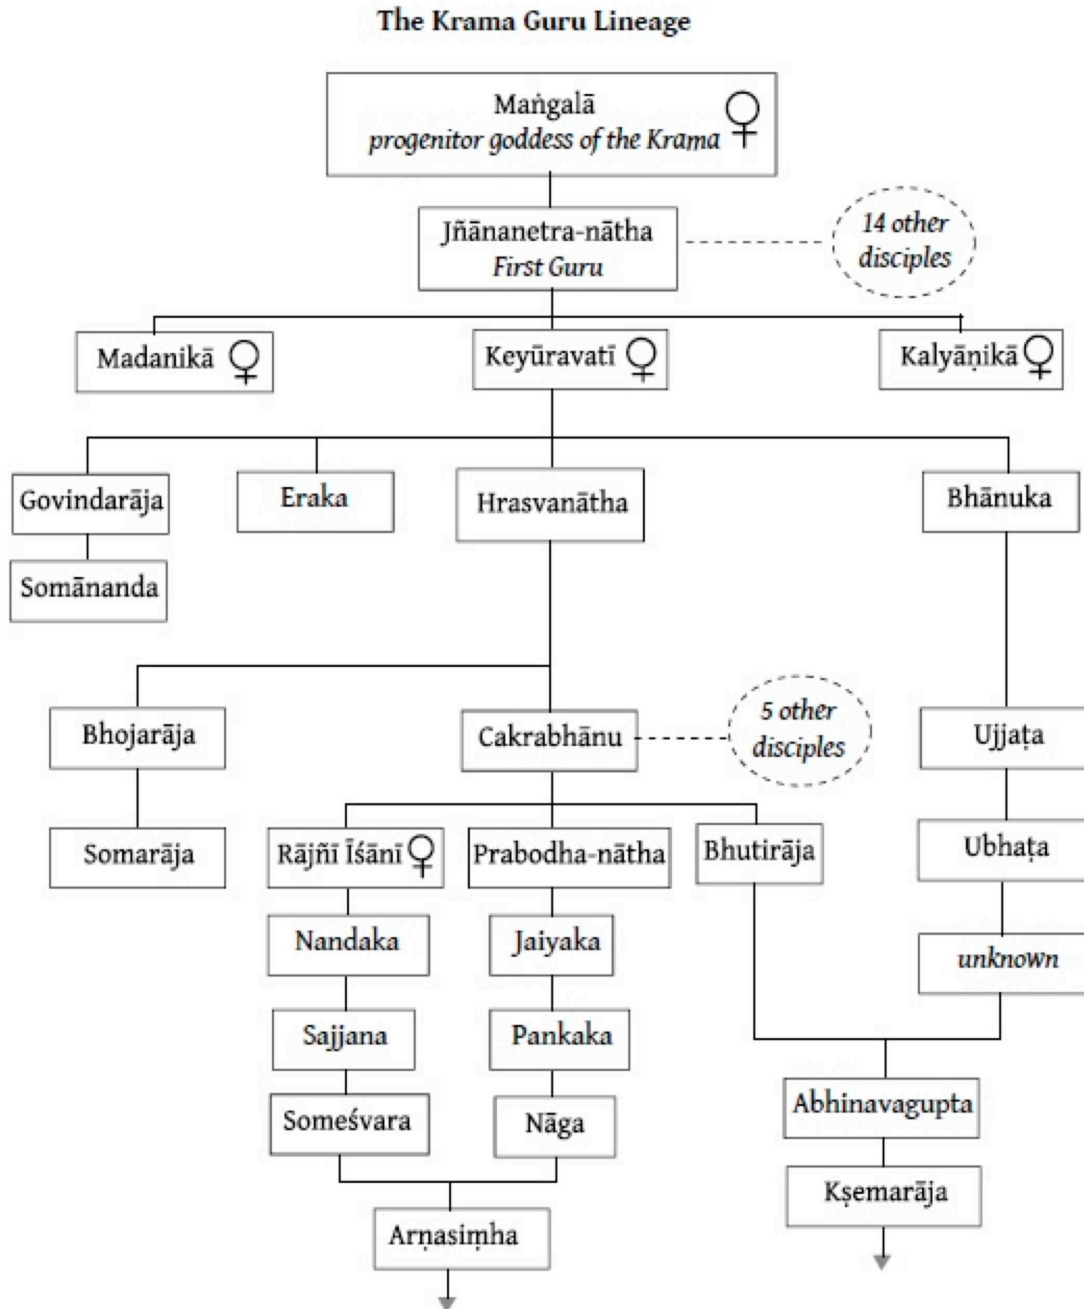 The Krama Guru Lineage
Maṅgalā
progenitor goddess of the Krama
Jñānanetra-nātha
First Guru
14 other
disciples
Madanikā
Keyūravatī
Kalyāṇikā
Govindarāja
Eraka
Hrasvanātha
Bhānuka
Somānanda
Bhojarāja
Cakrabhānu
5 other
disciples
Ujjaṭa
Somarāja
Rājñī Īśānī
Prabodha-nātha
Bhutirāja
Ubhaṭa
Nandaka
Jaiyaka
unknown
Sajjana
Pankaka
Abhinavagupta
Someśvara
Nāga
Kṣemarāja
Arṇasiṃha